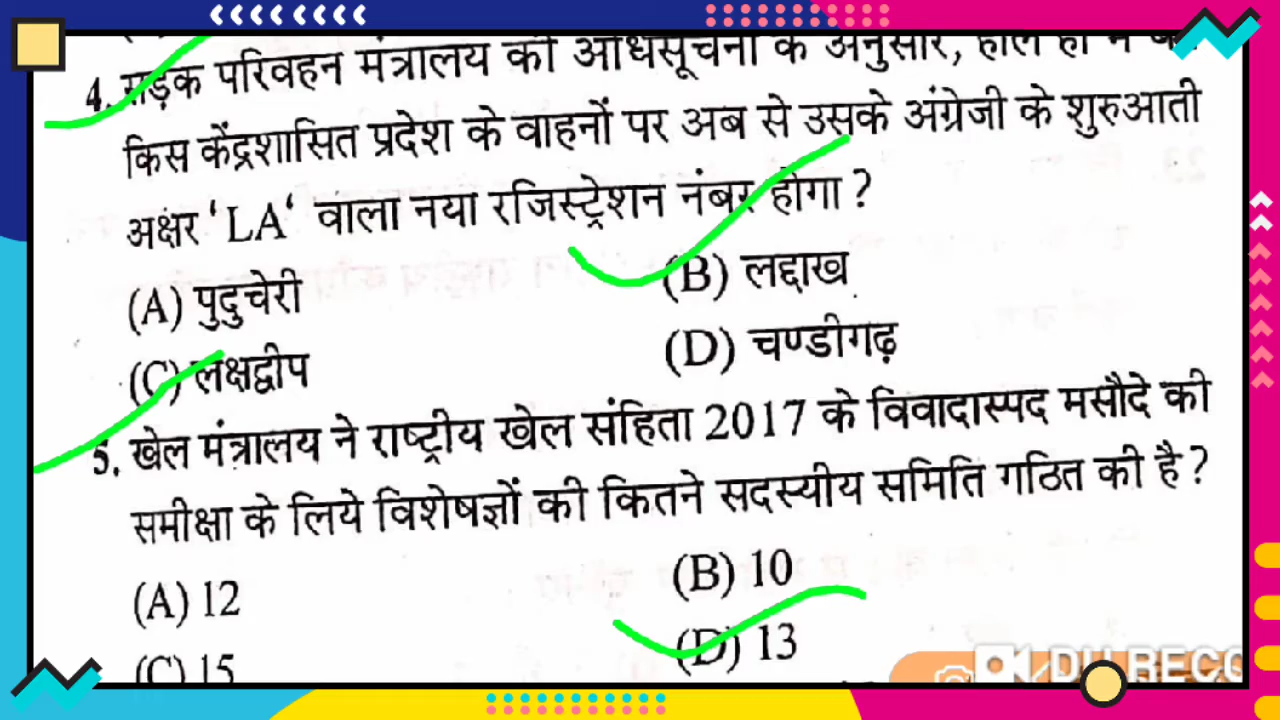 4. सड़क परिवहन मंत्रालय की अधिसूचना के अनुसार, हाल ही में
किस केंद्रशासित प्रदेश के वाहनों पर अब से उसके अंग्रेजी के शुरुआती
अक्षर ‘LA‘ वाला नया रजिस्ट्रेशन नंबर होगा ?
(A) पुदुचेरी
(B) लद्दाख
(C) लक्षद्वीप
(D) चण्डीगढ़
5. खेल मंत्रालय ने राष्ट्रीय खेल संहिता 2017 के विवादास्पद मसौदे की
समीक्षा के लिये विशेषज्ञों की कितने सदस्यीय समिति गठित की है ?
(A) 12
(B) 10
(C) 15
(D) 13
DU RECO